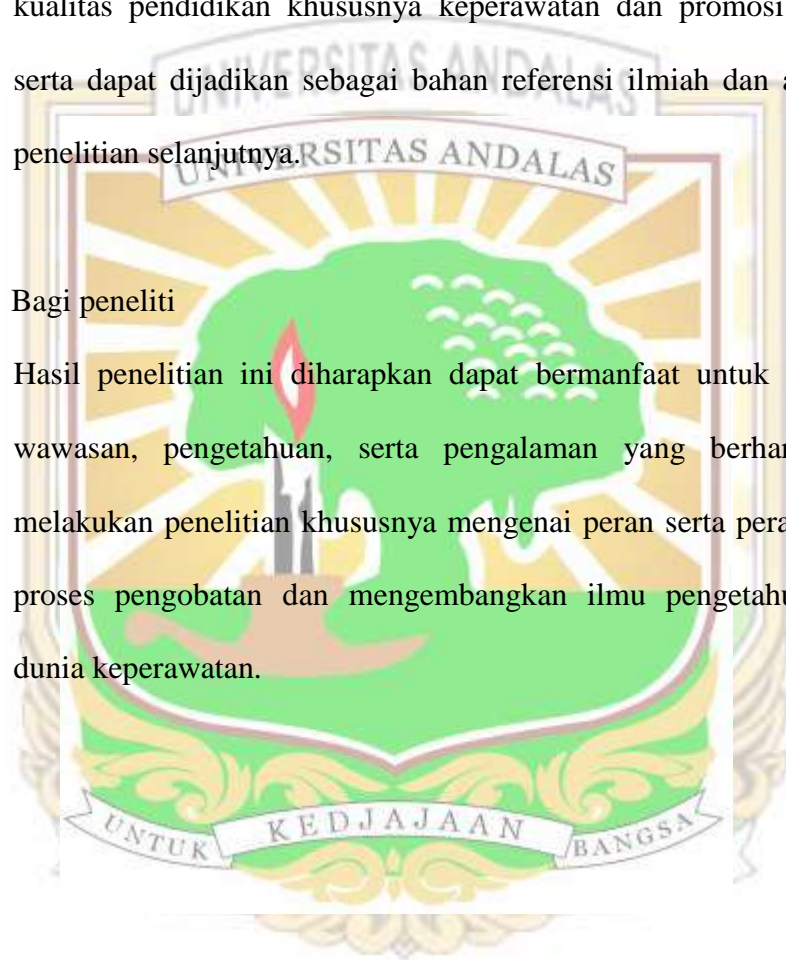 kualitas pendidikan khususnya keperawatan dan promosi
UNIVERSITAS ANDALAS
serta dapat dijadikan sebagai bahan referensi ilmiah dan
penelitian selanjutnya.
UNIVERSITAS ANDALAS
Bagi peneliti
Hasil penelitian ini diharapkan dapat bermanfaat untuk
wawasan, pengetahuan, serta pengalaman yang
melakukan penelitian khususnya mengenai peran serta
proses pengobatan dan mengembangkan ilmu
dunia keperawatan.
UNTUK KEDJAJAAN BANGSA